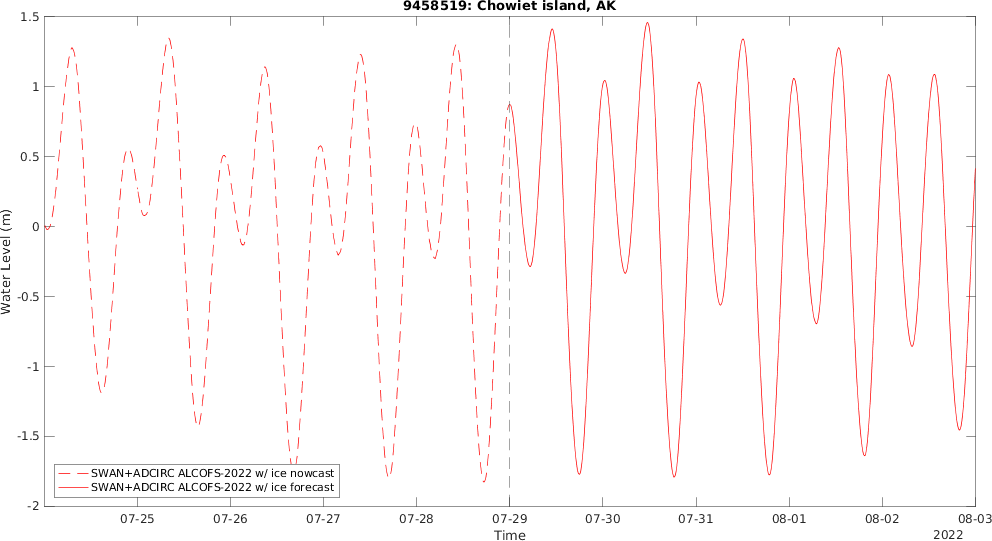 9458519: Chowiet island, AK
Water Level (m)
1.5
1
0.5
0
-0.5
-1
-1.5
-2
SWAN+ADCIRC ALCOFS-2022 w/ ice nowcast
SWAN+ADCIRC ALCOFS-2022 w/ ice forecast
07-25 07-26 07-27 07-28 07-29 07-30 07-31 08-01 08-02 08-03
Time
2022